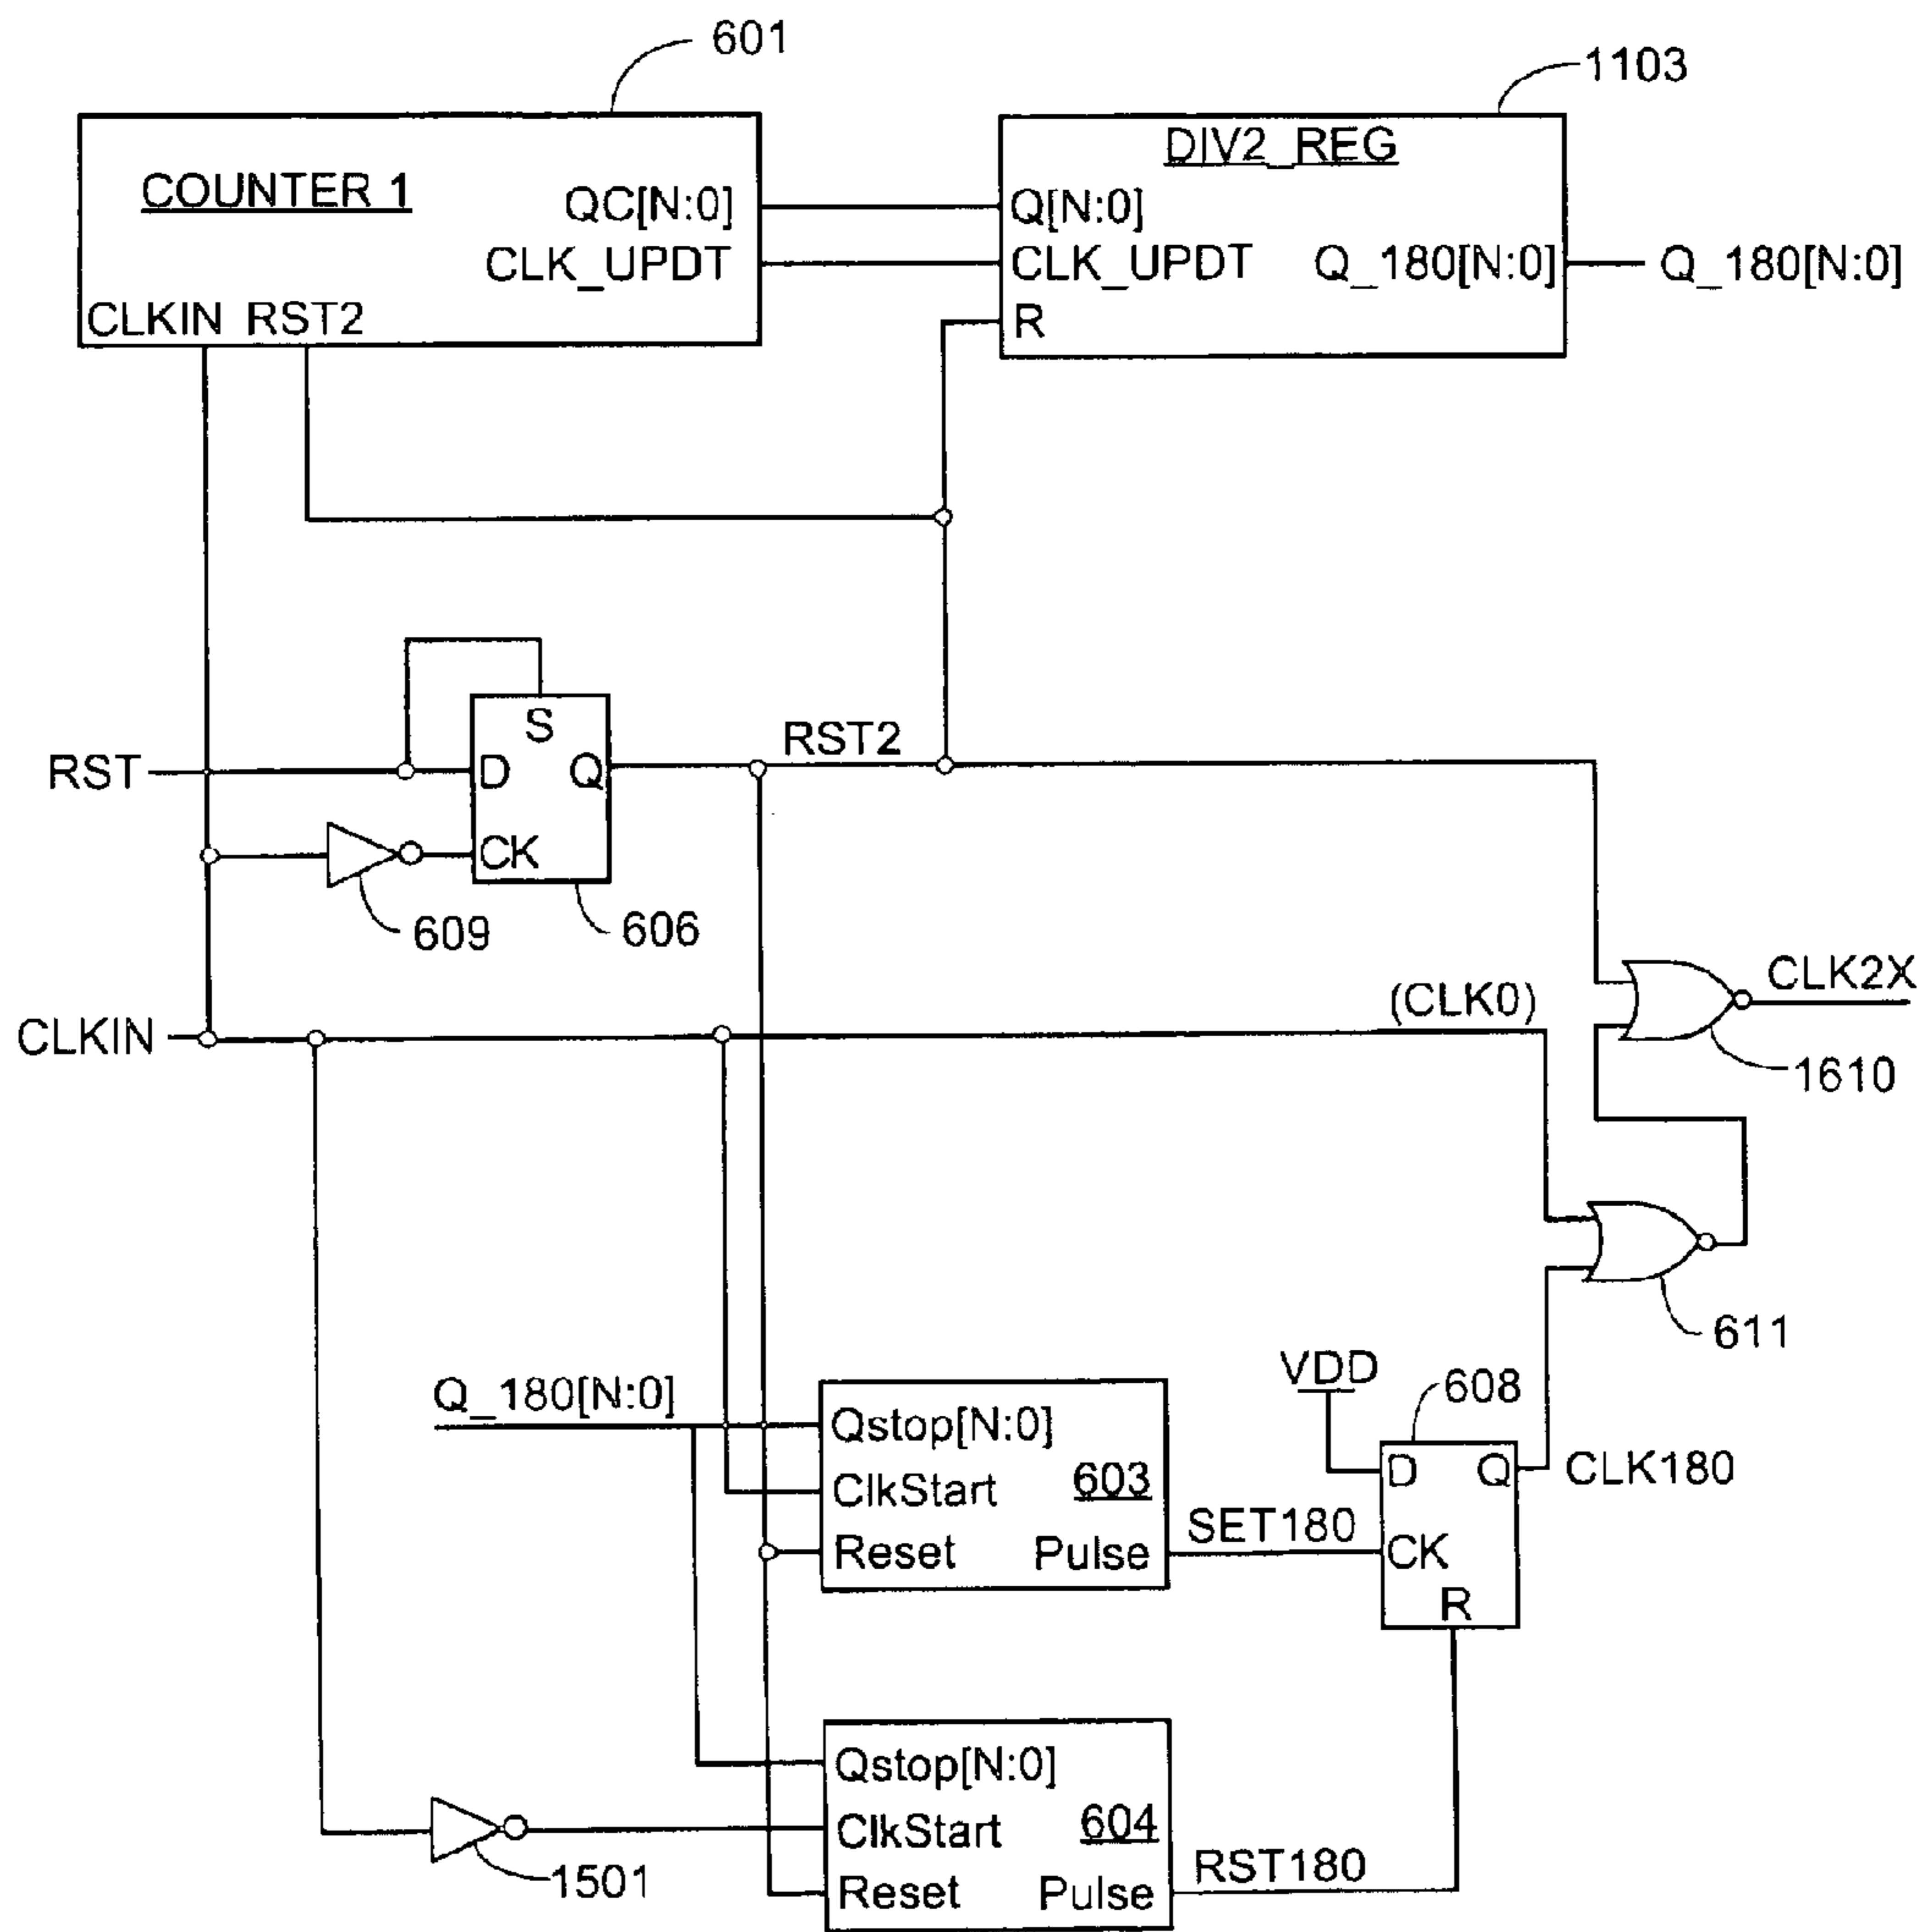 601
1103
COUNTER 1
DIV2_REG
QC[N:0]
Q[N:0]
CLK_UPDT
CLK_UPDT
Q_180[N:0]
Q_180[N:0]
CLKIN RST2
R
S
RST2
RST
D
Q
CK
609
606
CLK2X
(CLK0)
CLKIN
1610
611
VDD
608
Q_180[N:0]
Qstop[N:0]
D
Q
CLK180
ClkStart
603
SET180
CK
Reset
Pulse
R
Qstop[N:0]
ClkStart
604
RST180
1501
Reset
Pulse